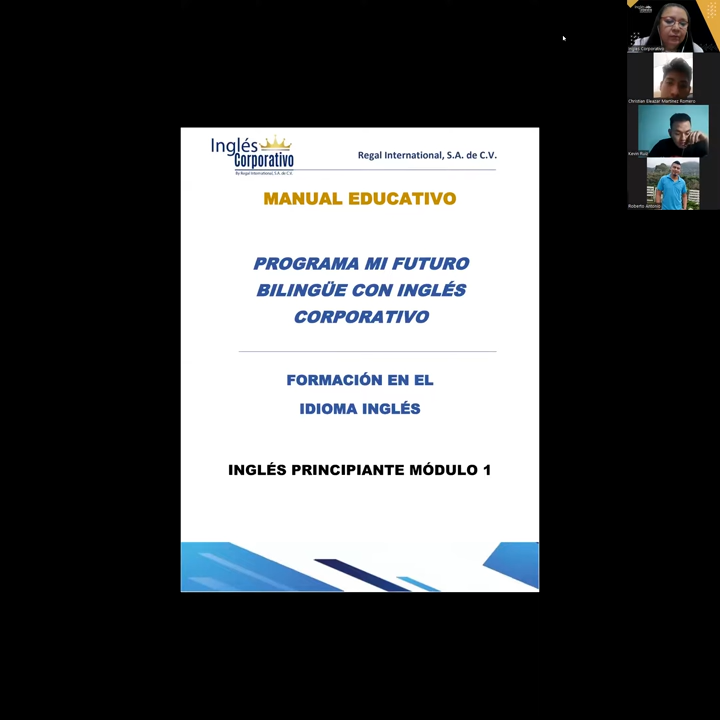 Inglés
Corporativo
By Regal International, S.A. de C.V.
Regal International, S.A. de C.V.
MANUAL EDUCATIVO
PROGRAMA MI FUTURO
BILINGÜE CON INGLÉS
CORPORATIVO
FORMACIÓN EN EL
IDIOMA INGLÉS
INGLÉS PRINCIPIANTE MÓDULO 1
Inglés Corporativo
Christian Eleazar Martinez Romero
Kevin Ruiz
Roberto Antonio